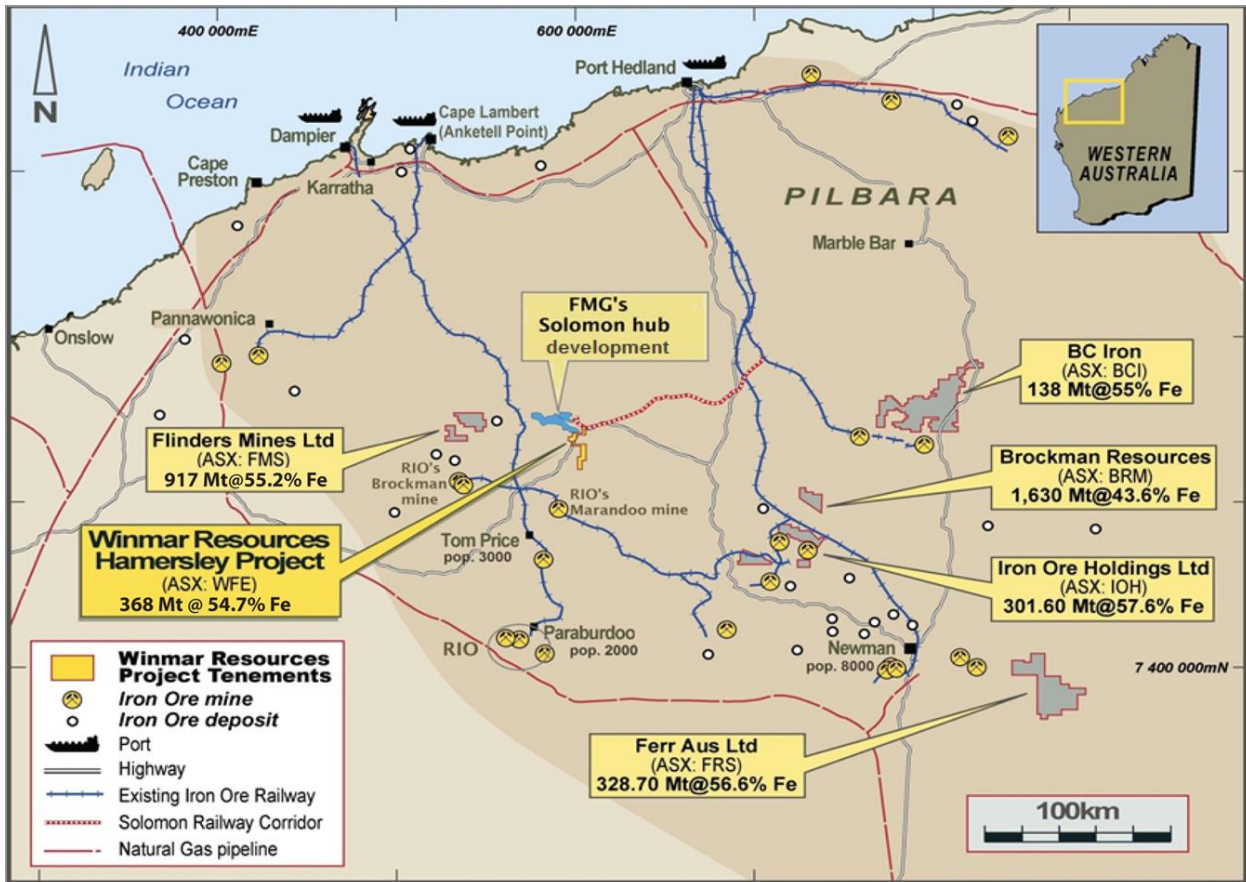 400 000mE
600 000mE
Indian
Ocean
N
Port Hedland
Dampier
Cape Lambert
(Anketell Point)
Cape
Preston
Karratha
PILBARA
WESTERN
AUSTRALIA
Marble Bar
Onslow
Pannawonica
FMG's
Solomon hub
development
BC Iron
(ASX: BCI)
138 Mt@55% Fe
Flinders Mines Ltd
(ASX: FMS)
917 Mt@55.2% Fe
RIO's
Brockman
mine
RIO's
Marandoo mine
Brockman Resources
(ASX: BRM)
1,630 Mt@43.6% Fe
Winmar Resources
Hamersley Project
(ASX: WFE)
368 Mt @ 54.7% Fe
Tom Price
pop. 3000
Iron Ore Holdings Ltd
(ASX: IOH)
301.60 Mt@57.6% Fe
RIO
Paraburdoo
pop. 2000
Newman
pop. 8000
7 400 000mN
Ferr Aus Ltd
(ASX: FRS)
328.70 Mt@56.6% Fe
Winmar Resources
Project Tenements
Iron Ore mine
Iron Ore deposit
Port
Highway
Existing Iron Ore Railway
Solomon Railway Corridor
Natural Gas pipeline
100km